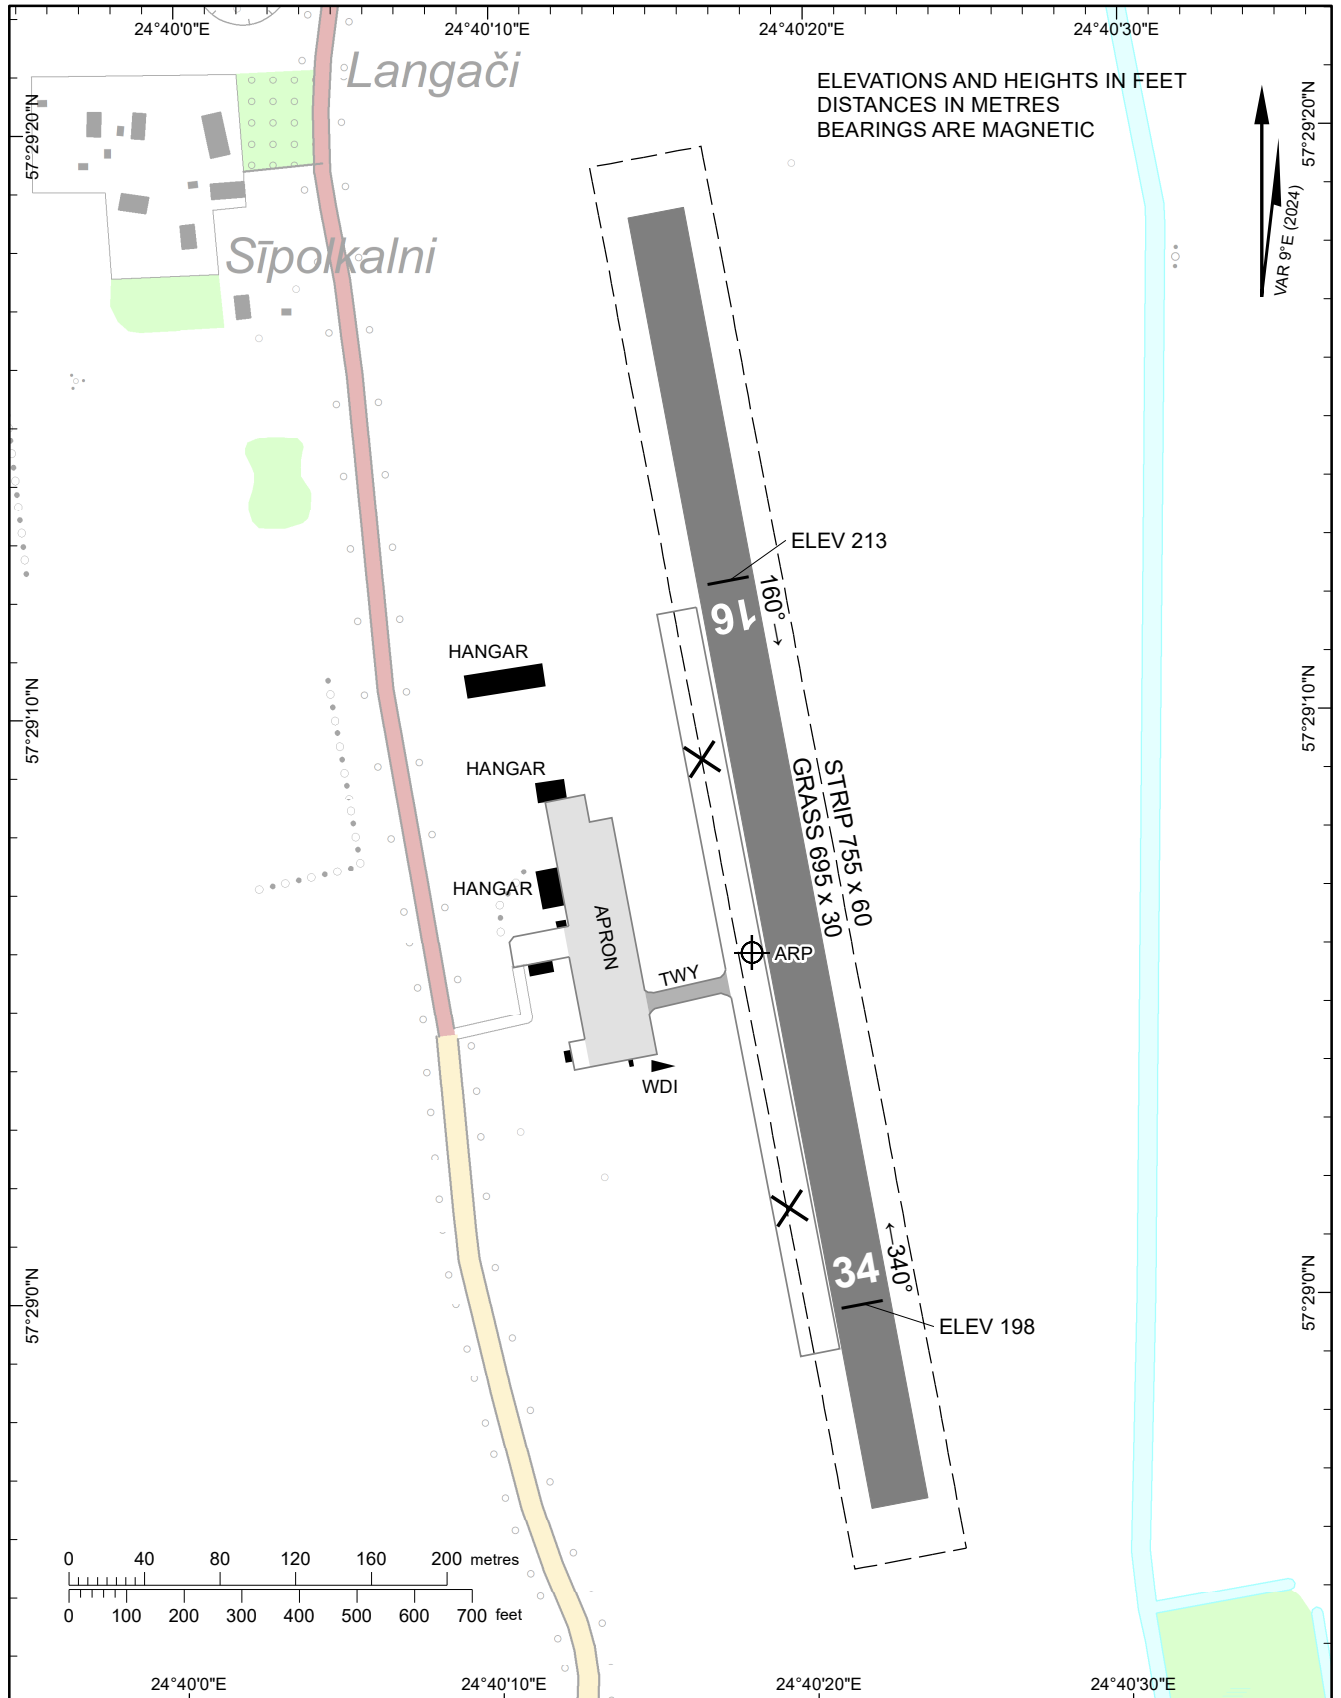 24°40'0"E
24°40'10"E
24°40'20"E
24°40'30"E
Langači
ELEVATIONS AND HEIGHTS IN FEET
DISTANCES IN METRES
BEARINGS ARE MAGNETIC
57°29'20"N
57°29'20"N
VAR 9°E (2024)
Sīpolkalni
ELEV 213
160°→
16
HANGAR
57°29'10"N
57°29'10"N
HANGAR
STRIP 755 x 60
GRASS 695 x 30
HANGAR
APRON
ARP
TWY
WDI
←340°
34
57°29'0"N
57°29'0"N
ELEV 198
0 40 80 120 160 200 metres
0 100 200 300 400 500 600 700 feet
24°40'0"E
24°40'10"E
24°40'20"E
24°40'30"E